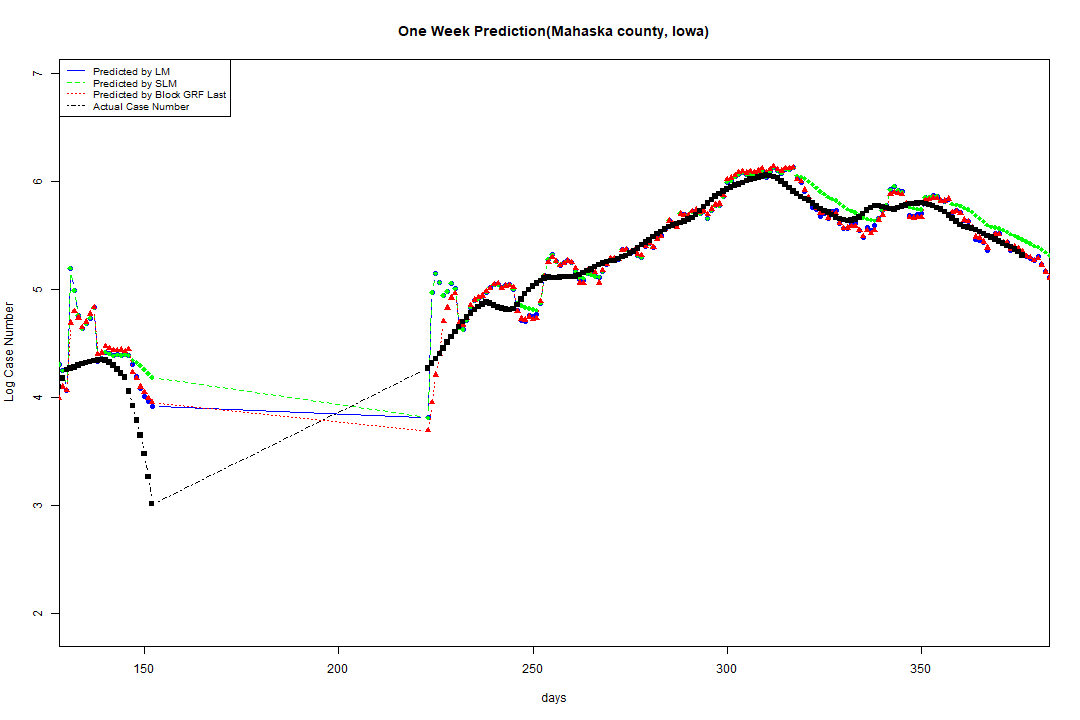 One Week Prediction(Mahaska county, Iowa)
Predicted by LM
Predicted by SLM
Predicted by Block GRF Last
Actual Case Number
7
6
5
4
3
2
Log Case Number
150 200 250 300 350
days